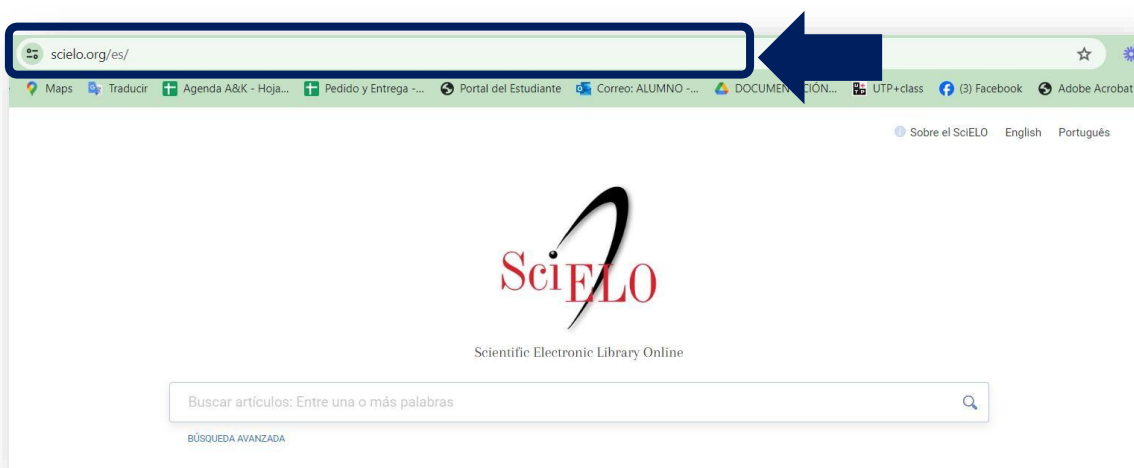 scielo.org/es/
Maps Traducir Agenda A&K - Hoja... Pedido y Entrega -... Portal del Estudiante Correo: ALUMNO -... DOCUMEN CIÓN... UTP+class (3) Facebook Adobe Acrobat
Sobre el SciELO English Português
SciELO
Scientific Electronic Library Online
Buscar artículos: Entre una o más palabras
BÚSQUEDA AVANZADA